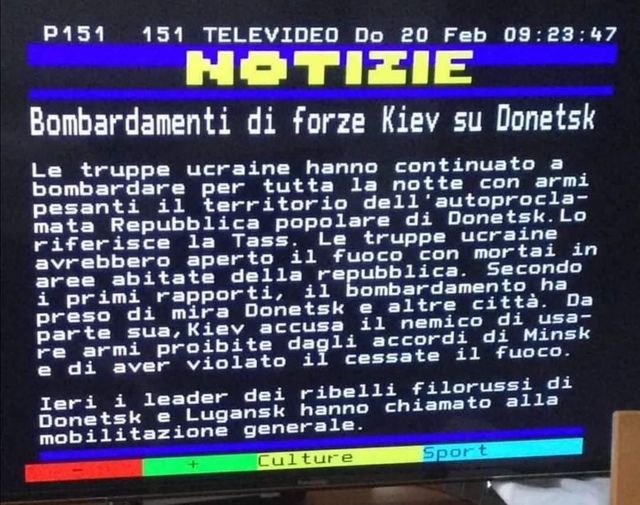 P151 151 TELEVIDEO Do 20 Feb 09:23:47
NOTIZIE
Bombardamenti di forze Kiev su Donetsk
Le truppe ucraine hanno continuato a
bombardare per tutta la notte con armi
pesanti il territorio dell'autoprocla-
mata Repubblica popolare di Donetsk.Lo
riferisce la Tass. Le truppe ucraine
avrebbero aperto il fuoco con mortai in
aree abitate della repubblica. Secondo
i primi rapporti, il bombardamento ha
preso di mira Donetsk e altre città. Da
parte sua,Kiev accusa il nemico di usa-
re armi proibite dagli accordi di Minsk
e di aver violato il cessate il fuoco.
Ieri i leader dei ribelli filorussi di
Donetsk e Lugansk hanno chiamato alla
mobilitazione generale.
- + Culture Sport